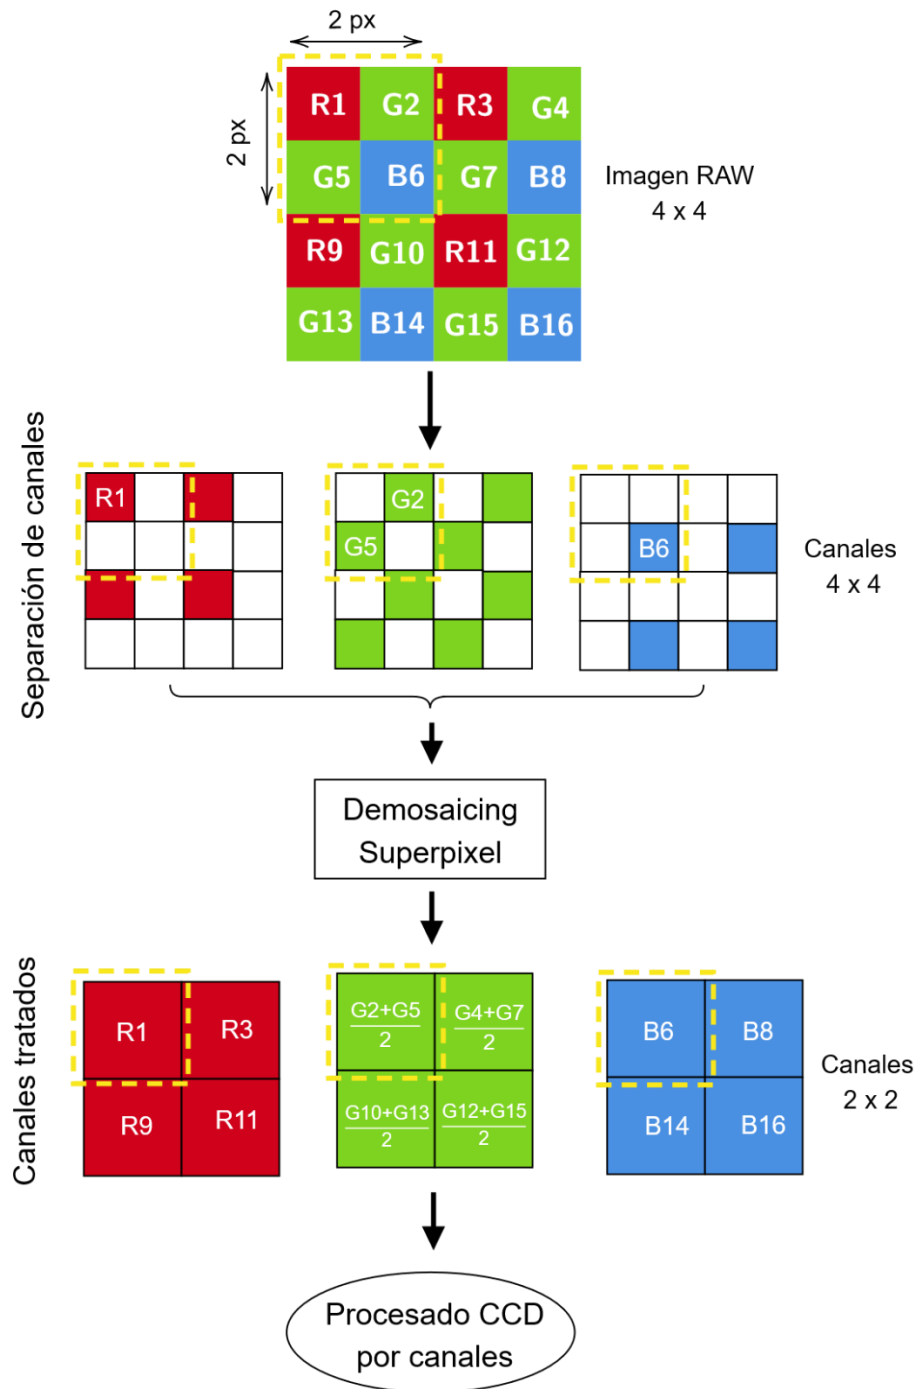 2 px
2 px
R1 G2 R3 G4
G5 B6 G7 B8
R9 G10 R11 G12
G13 B14 G15 B16
Imagen RAW
4 x 4
Separación de canales
R1
G2
G5
B6
Canales
4 x 4
Demosaicing
Superpixel
Canales tratados
R1 R3
R9 R11
G2+G5
2
G4+G7
2
G10+G13
2
G12+G15
2
B6 B8
B14 B16
Canales
2 x 2
Procesado CCD
por canales